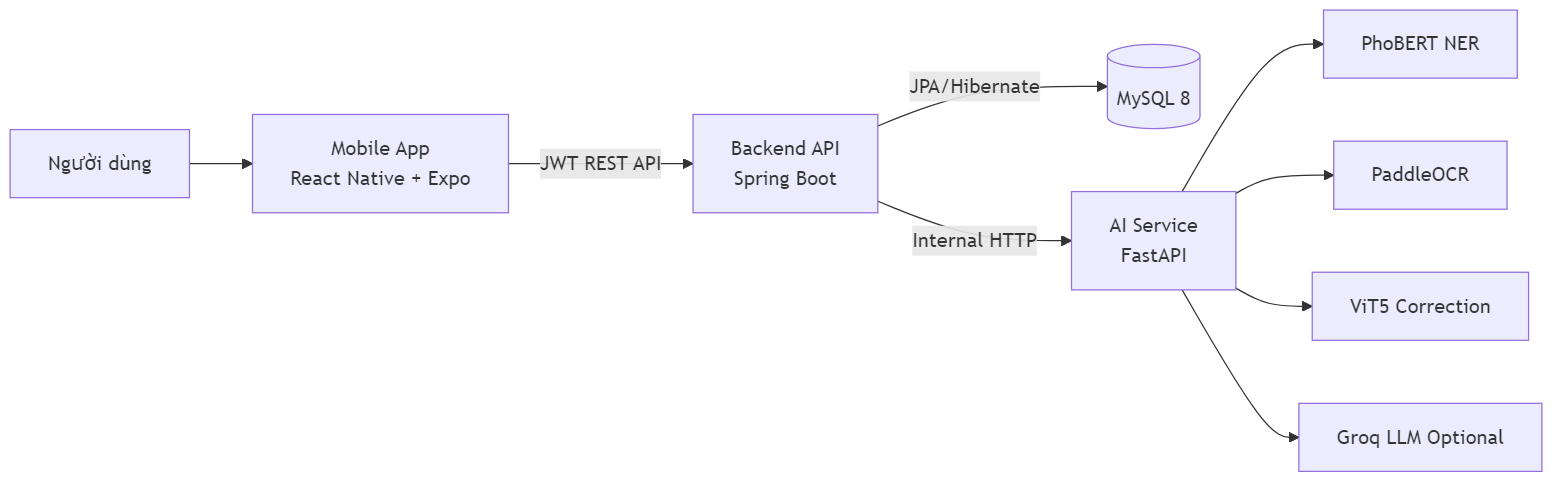 Người dùng
Mobile App
React Native + Expo
JWT REST API
Backend API
Spring Boot
JPA/Hibernate
MySQL 8
Internal HTTP
AI Service
FastAPI
PhoBERT NER
PaddleOCR
ViT5 Correction
Groq LLM Optional